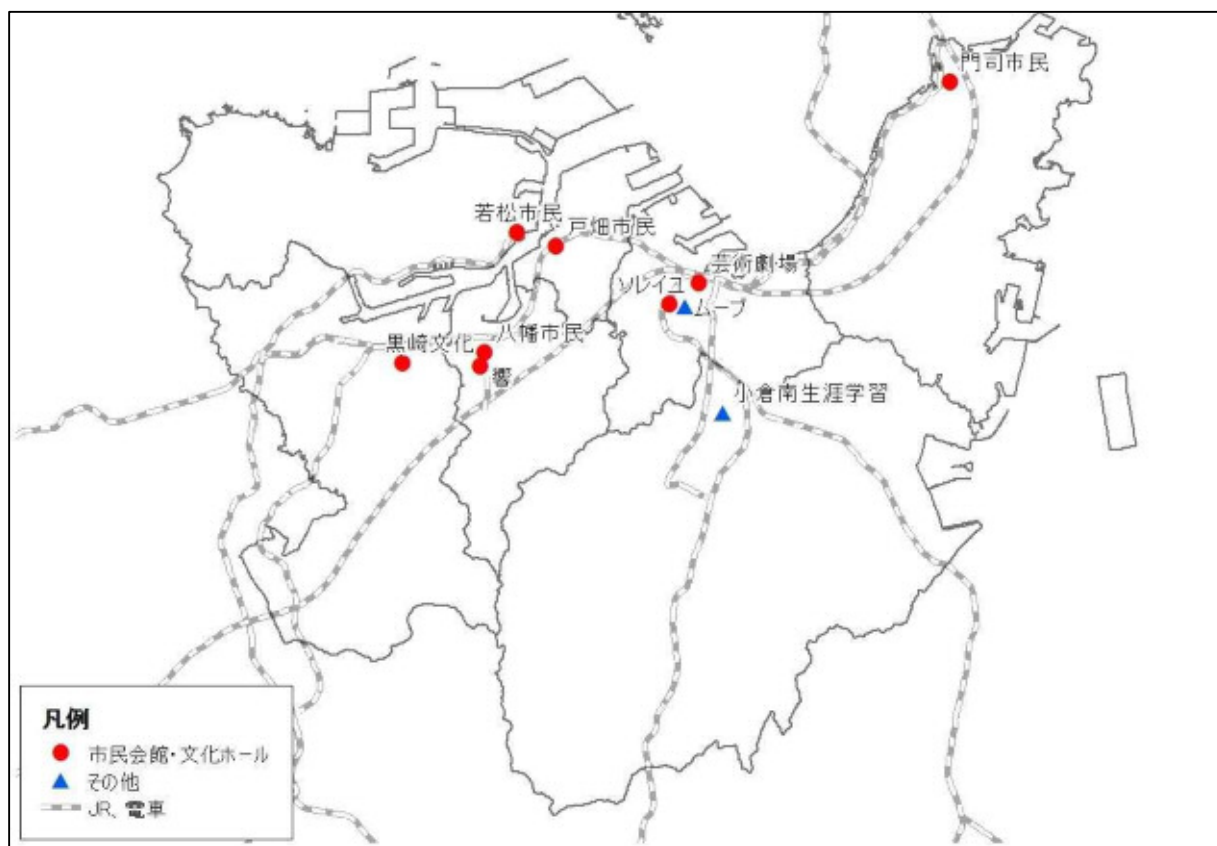 門司市民
若松市民
戸畑市民
芸術劇場
ソレイユ
ムーブ
八幡市民
黒崎文化
響
小倉南生涯学習
凡例
市民会館・文化ホール
その他
JR、電車